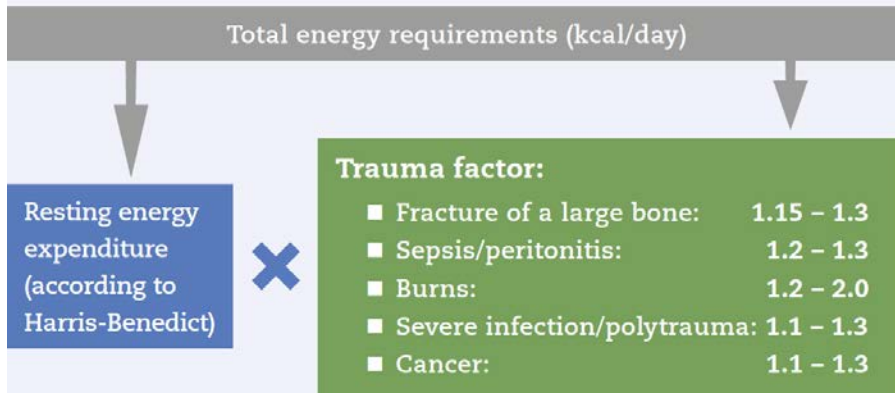 Total energy requirements (kcal/day)
Resting energy
expenditure
(according to
Harris-Benedict)
Trauma factor:
Fracture of a large bone: 1.15 – 1.3
Sepsis/peritonitis: 1.2 – 1.3
Burns: 1.2 – 2.0
Severe infection/polytrauma: 1.1 – 1.3
Cancer: 1.1 – 1.3